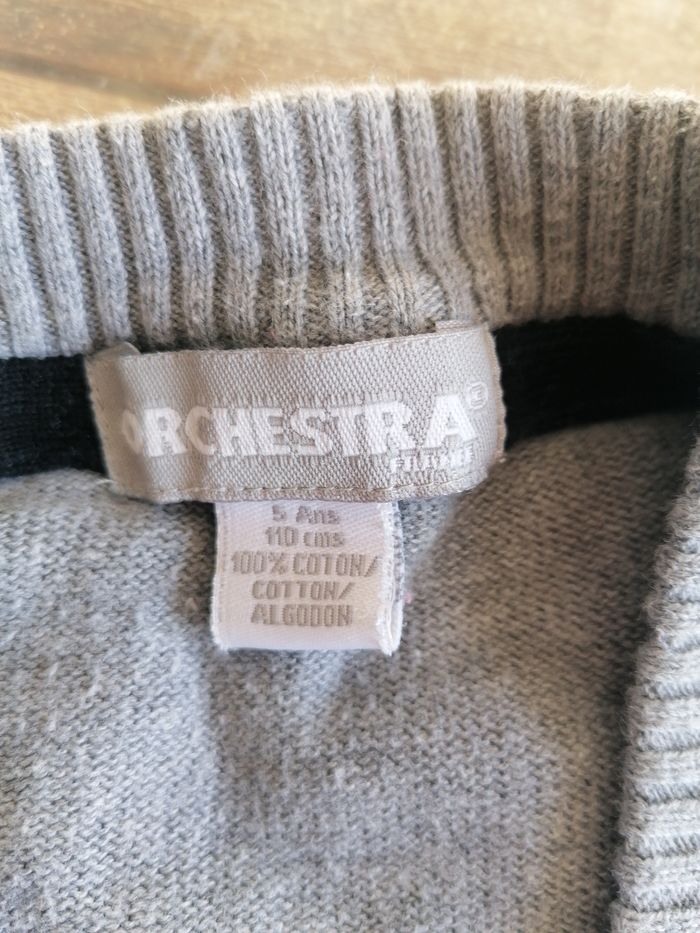 ORCHESTRA®
5 Ans
110 cms
100% COTON/
COTTON/
ALGODON